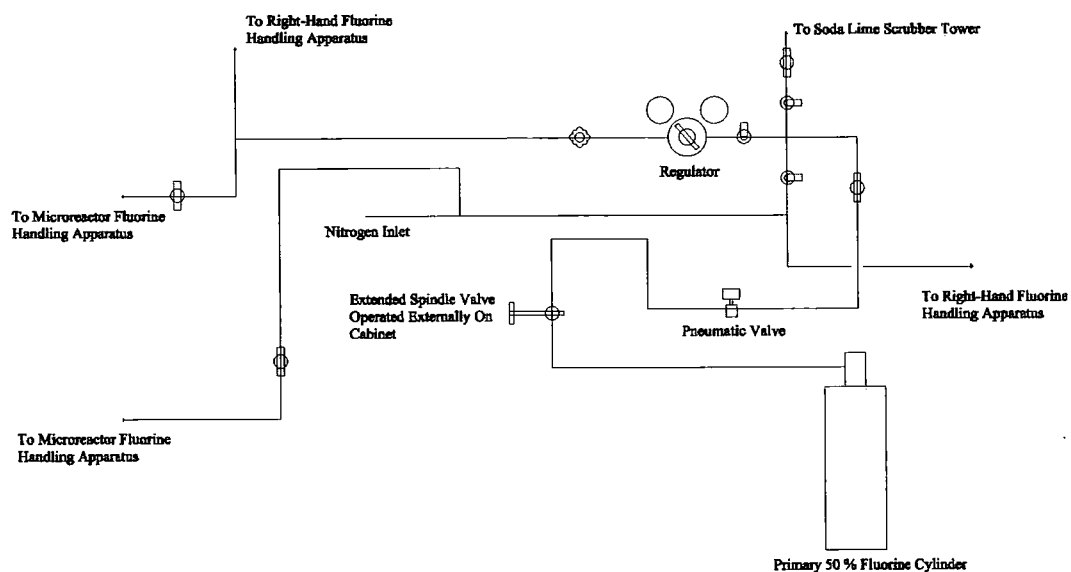 To Right-Hand Fluorine
Handling Apparatus
To Soda Lime Scrubber Tower
Regulator
To Microreactor Fluorine
Handling Apparatus
Nitrogen Inlet
Extended Spindle Valve
Operated Externally On
Cabinet
Pneumatic Valve
To Right-Hand Fluorine
Handling Apparatus
To Microreactor Fluorine
Handling Apparatus
Primary 50 % Fluorine Cylinder